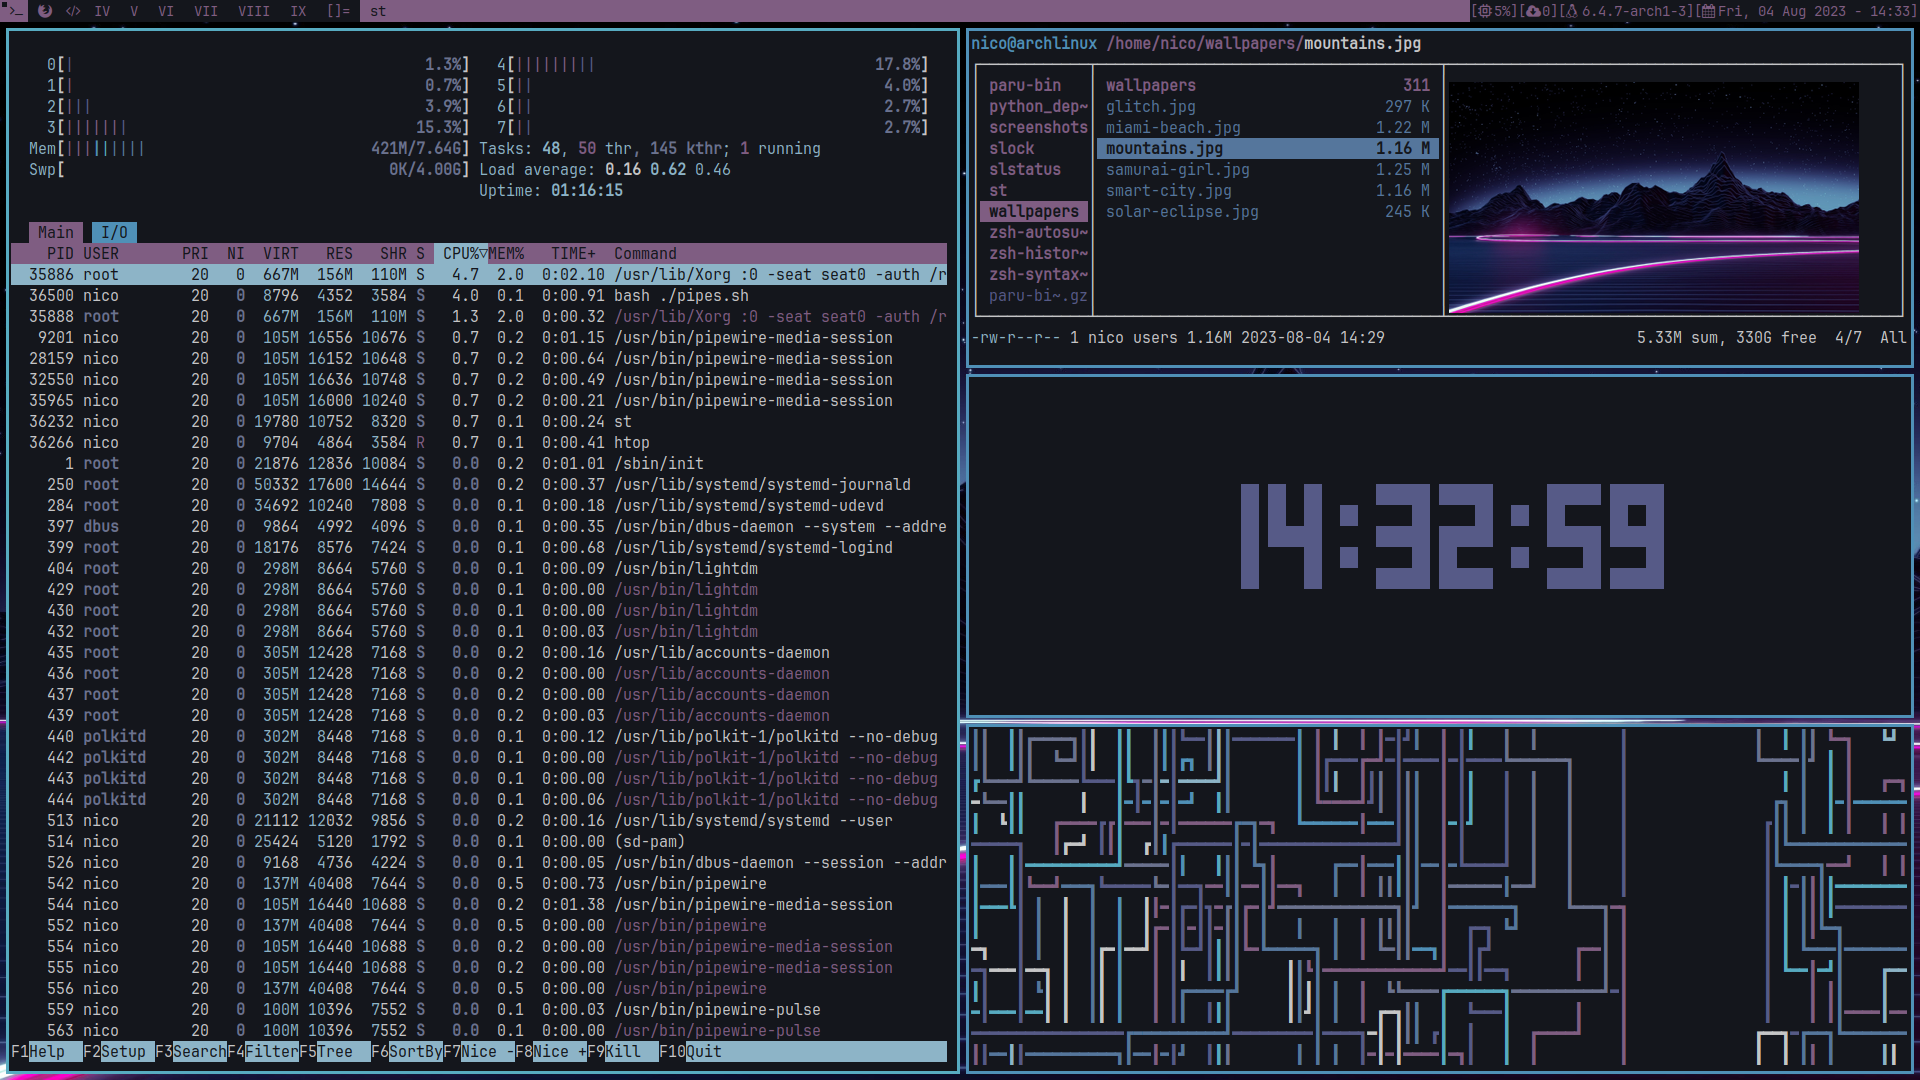 >_ </> IV V VI VII VIII IX []= st [5%][0][6.4.7-arch1-3][Fri, 04 Aug 2023 - 14:33]
0[| 1.3%] 4[||||||||| 17.8%]
1[| 0.7%] 5[|| 4.0%]
2[||| 3.9%] 6[|| 2.7%]
3[||||||| 15.3%] 7[|| 2.7%]
Mem[||||||||| 421M/7.64G] Tasks: 48, 50 thr, 145 kthr; 1 running
Swp[ 0K/4.00G] Load average: 0.16 0.62 0.46
Uptime: 01:16:15
Main I/O
PID USER PRI NI VIRT RES SHR S CPU%▽MEM% TIME+ Command
35886 root 20 0 667M 156M 110M S 4.7 2.0 0:02.10 /usr/lib/Xorg :0 -seat seat0 -auth /r
36500 nico 20 0 8796 4352 3584 S 4.0 0.1 0:00.91 bash ./pipes.sh
35888 root 20 0 667M 156M 110M S 1.3 2.0 0:00.32 /usr/lib/Xorg :0 -seat seat0 -auth /r
9201 nico 20 0 105M 16556 10676 S 0.7 0.2 0:01.15 /usr/bin/pipewire-media-session
28159 nico 20 0 105M 16152 10648 S 0.7 0.2 0:00.64 /usr/bin/pipewire-media-session
32550 nico 20 0 105M 16636 10748 S 0.7 0.2 0:00.49 /usr/bin/pipewire-media-session
35965 nico 20 0 105M 16000 10240 S 0.7 0.2 0:00.21 /usr/bin/pipewire-media-session
36232 nico 20 0 19780 10752 8320 S 0.7 0.1 0:00.24 st
36266 nico 20 0 9704 4864 3584 R 0.7 0.1 0:00.41 htop
1 root 20 0 21876 12836 10084 S 0.0 0.2 0:01.01 /sbin/init
250 root 20 0 50332 17600 14644 S 0.0 0.2 0:00.37 /usr/lib/systemd/systemd-journald
284 root 20 0 34692 10240 7808 S 0.0 0.1 0:00.18 /usr/lib/systemd/systemd-udevd
397 dbus 20 0 9864 4992 4096 S 0.0 0.1 0:00.35 /usr/bin/dbus-daemon --system --addre
399 root 20 0 18176 8576 7424 S 0.0 0.1 0:00.68 /usr/lib/systemd/systemd-logind
404 root 20 0 298M 8664 5760 S 0.0 0.1 0:00.09 /usr/bin/lightdm
429 root 20 0 298M 8664 5760 S 0.0 0.1 0:00.00 /usr/bin/lightdm
430 root 20 0 298M 8664 5760 S 0.0 0.1 0:00.00 /usr/bin/lightdm
432 root 20 0 298M 8664 5760 S 0.0 0.1 0:00.03 /usr/bin/lightdm
435 root 20 0 305M 12428 7168 S 0.0 0.2 0:00.16 /usr/lib/accounts-daemon
436 root 20 0 305M 12428 7168 S 0.0 0.2 0:00.00 /usr/lib/accounts-daemon
437 root 20 0 305M 12428 7168 S 0.0 0.2 0:00.00 /usr/lib/accounts-daemon
439 root 20 0 305M 12428 7168 S 0.0 0.2 0:00.03 /usr/lib/accounts-daemon
440 polkitd 20 0 302M 8448 7168 S 0.0 0.1 0:00.12 /usr/lib/polkit-1/polkitd --no-debug
442 polkitd 20 0 302M 8448 7168 S 0.0 0.1 0:00.00 /usr/lib/polkit-1/polkitd --no-debug
443 polkitd 20 0 302M 8448 7168 S 0.0 0.1 0:00.00 /usr/lib/polkit-1/polkitd --no-debug
444 polkitd 20 0 302M 8448 7168 S 0.0 0.1 0:00.06 /usr/lib/polkit-1/polkitd --no-debug
513 nico 20 0 21112 12032 9856 S 0.0 0.2 0:00.16 /usr/lib/systemd/systemd --user
514 nico 20 0 25424 5120 1792 S 0.0 0.1 0:00.00 (sd-pam)
526 nico 20 0 9168 4736 4224 S 0.0 0.1 0:00.05 /usr/bin/dbus-daemon --session --addr
542 nico 20 0 137M 40408 7644 S 0.0 0.5 0:00.73 /usr/bin/pipewire
544 nico 20 0 105M 16440 10688 S 0.0 0.2 0:01.38 /usr/bin/pipewire-media-session
552 nico 20 0 137M 40408 7644 S 0.0 0.5 0:00.00 /usr/bin/pipewire
554 nico 20 0 105M 16440 10688 S 0.0 0.2 0:00.00 /usr/bin/pipewire-media-session
555 nico 20 0 105M 16440 10688 S 0.0 0.2 0:00.00 /usr/bin/pipewire-media-session
556 nico 20 0 137M 40408 7644 S 0.0 0.5 0:00.00 /usr/bin/pipewire
559 nico 20 0 100M 10396 7552 S 0.0 0.1 0:00.03 /usr/bin/pipewire-pulse
563 nico 20 0 100M 10396 7552 S 0.0 0.1 0:00.00 /usr/bin/pipewire-pulse
F1Help F2Setup F3SearchF4FilterF5Tree F6SortByF7Nice -F8Nice +F9Kill F10Quit
nico@archlinux /home/nico/wallpapers/mountains.jpg
paru-bin wallpapers 311
python_dep~ glitch.jpg 297 K
screenshots miami-beach.jpg 1.22 M
slock mountains.jpg 1.16 M
slstatus samurai-girl.jpg 1.25 M
st smart-city.jpg 1.16 M
wallpapers solar-eclipse.jpg 245 K
zsh-autosu~
zsh-histor~
zsh-syntax~
paru-bi~.gz
-rw-r--r-- 1 nico users 1.16M 2023-08-04 14:29 5.33M sum, 330G free 4/7 All
14:32:59